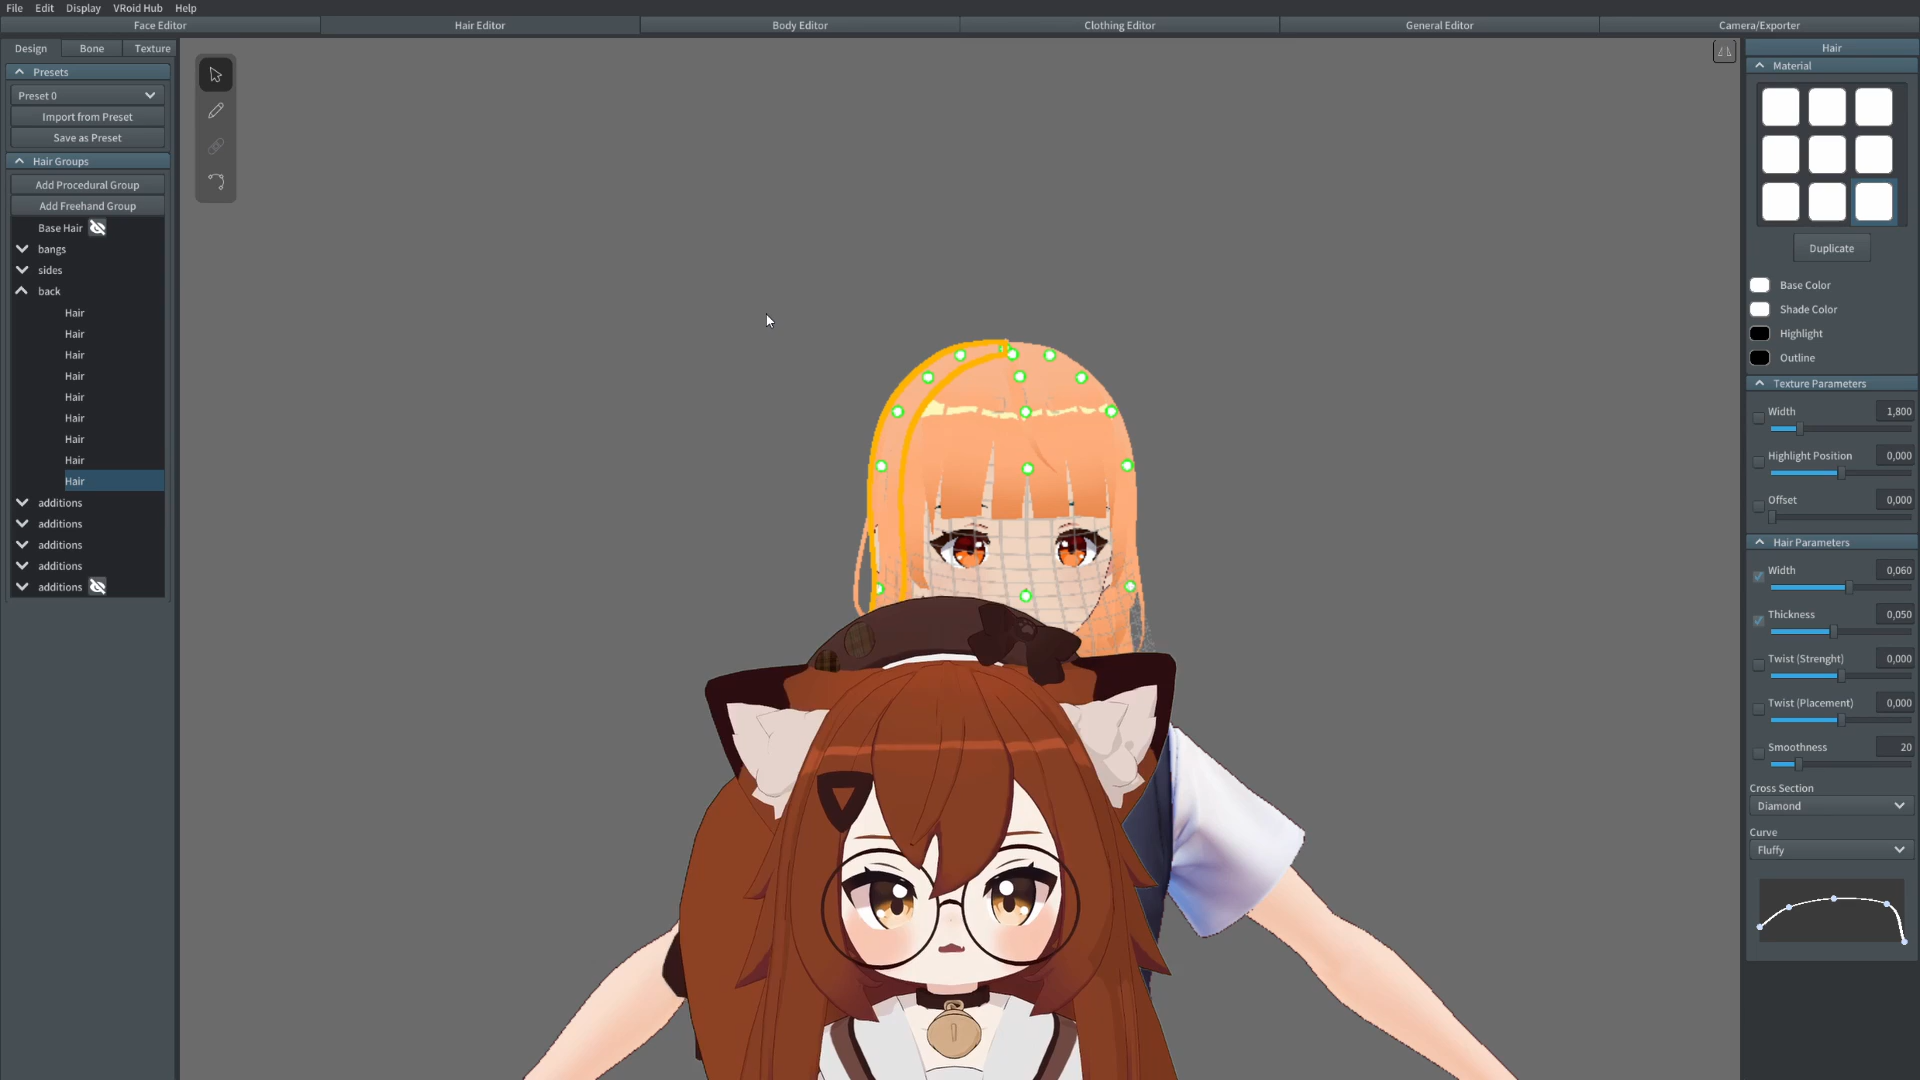 File Edit Display VRoid Hub Help
Face Editor Hair Editor Body Editor Clothing Editor General Editor Camera/Exporter
Design Bone Texture
Presets
Preset 0
Import from Preset
Save as Preset
Hair Groups
Add Procedural Group
Add Freehand Group
Base Hair
bangs
sides
back
Hair
Hair
Hair
Hair
Hair
Hair
Hair
Hair
Hair
additions
additions
additions
additions
additions
Hair
Material
Duplicate
Base Color
Shade Color
Highlight
Outline
Texture Parameters
Width 1,800
Highlight Position 0,000
Offset 0,000
Hair Parameters
Width 0,060
Thickness 0,050
Twist (Strenght) 0,000
Twist (Placement) 0,000
Smoothness 20
Cross Section
Diamond
Curve
Fluffy